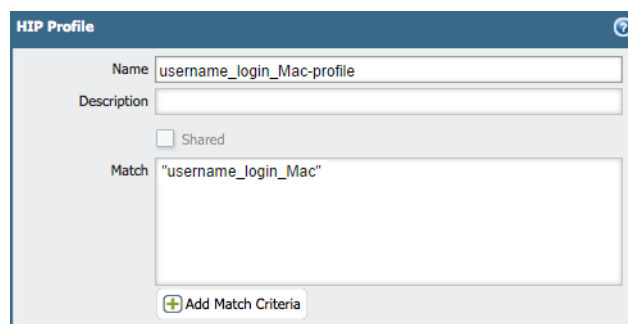 HIP Profile
?
Name username_login_Mac-profile
Description
Shared
Match "username_login_Mac"
Add Match Criteria